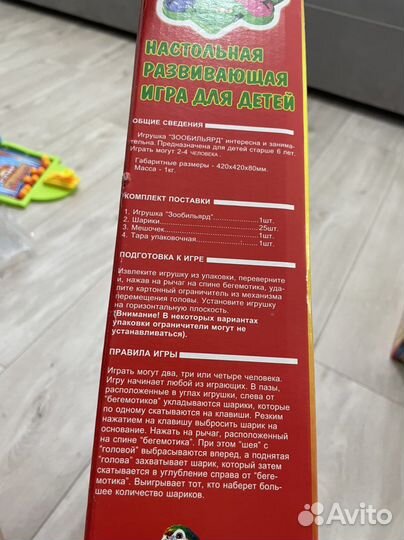 НАСТОЛЬНАЯ
РАЗВИВАЮЩАЯ
ИГРА ДЛЯ ДЕТЕЙ
ОБЩИЕ СВЕДЕНИЯ
Игрушка "ЗООБИЛЬЯРД" интересна и занима-
тельна. Предназначена для детей старше 6 лет.
Играть могут 2-4 человека.
Габаритные размеры - 420х420х80мм.
Масса - 1кг.
КОМПЛЕКТ ПОСТАВКИ
1. Игрушка "Зообильярд"....................1шт.
2. Шарики........................................25шт.
3. Мешочек......................................1шт.
4. Тара упаковочная..........................1шт.
ПОДГОТОВКА К ИГРЕ
Извлеките игрушку из упаковки, переверните
и, нажав на рычаг на спине бегемотика, уда-
лите картонный ограничитель из механизма
перемещения головы. Установите игрушку
на горизонтальную плоскость.
(Внимание! В некоторых вариантах
упаковки ограничители могут не
устанавливаться).
ПРАВИЛА ИГРЫ
Играть могут два, три или четыре человека.
Игру начинает любой из играющих. В пазы,
расположенные в углах игрушки, слева от
"бегемотиков" укладываются шарики, которые
по одному скатываются на клавиши. Резким
нажатием на клавишу выбросить шарик на
основание. Нажать на рычаг, расположенный
на спине "бегемотика". При этом "шея" с
"головой" выбрасываются вперед, а поднятая
"голова" захватывает шарик, который затем
скатывается в углубление справа от "беге-
мотика". Выигрывает тот, кто наберет боль-
шее количество шариков.
Avito